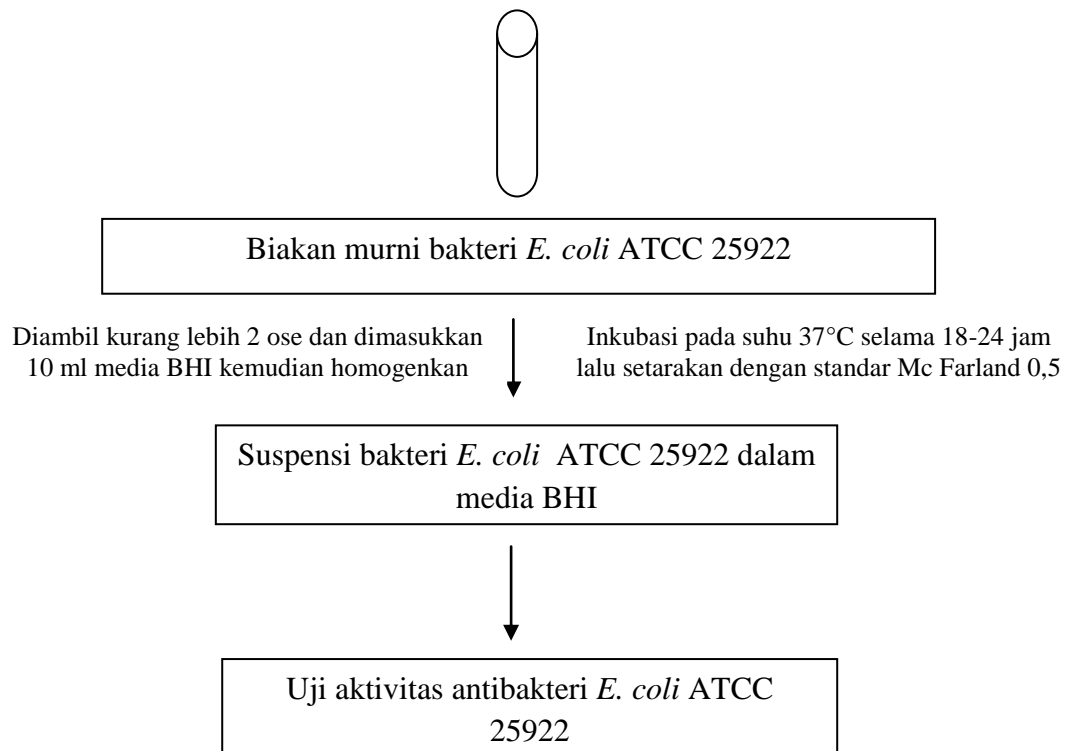 Biakan murni bakteri E. coli ATCC 25922
Diambil kurang lebih 2 ose dan dimasukkan
10 ml media BHI kemudian homogenkan
Inkubasi pada suhu 37°C selama 18-24 jam
lalu setarakan dengan standar Mc Farland 0,5
Suspensi bakteri E. coli ATCC 25922 dalam
media BHI
Uji aktivitas antibakteri E. coli ATCC
25922